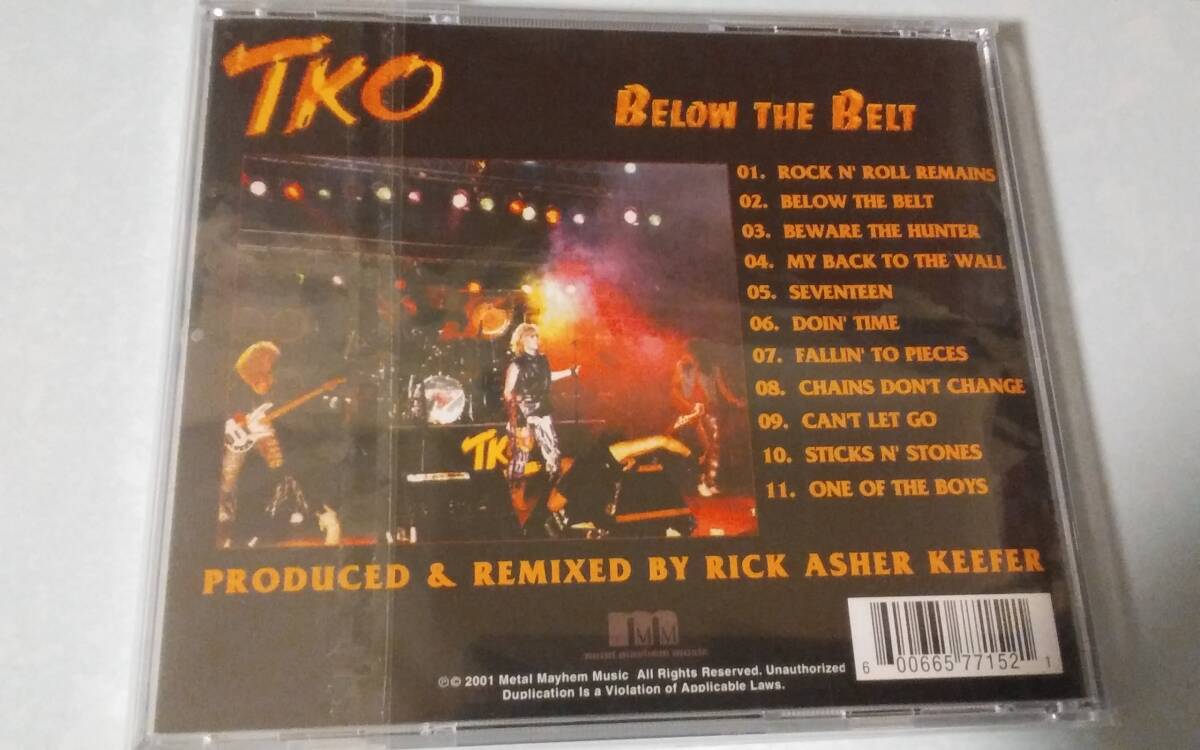 TKO
BELOW THE BELT
01. ROCK N' ROLL REMAINS
02. BELOW THE BELT
03. BEWARE THE HUNTER
04. MY BACK TO THE WALL
05. SEVENTEEN
06. DOIN' TIME
07. FALLIN' TO PIECES
08. CHAINS DON'T CHANGE
09. CAN'T LET GO
10. STICKS N' STONES
11. ONE OF THE BOYS
TKO
PRODUCED & REMIXED BY RICK ASHER KEEFER
MMM
metal mayhem music
℗© 2001 Metal Mayhem Music All Rights Reserved. Unauthorized
Duplication Is a Violation of Applicable Laws.
6 00665 77152 1